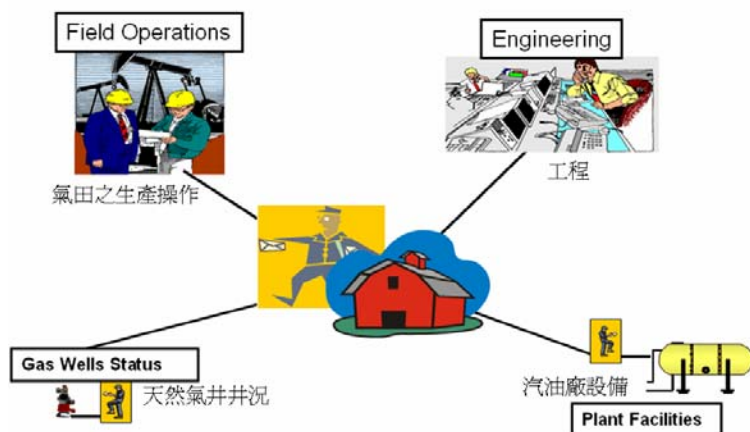 Field Operations
Engineering
氣田之生產操作
工程
Gas Wells Status
天然氣井井況
汽油廠設備
Plant Facilities